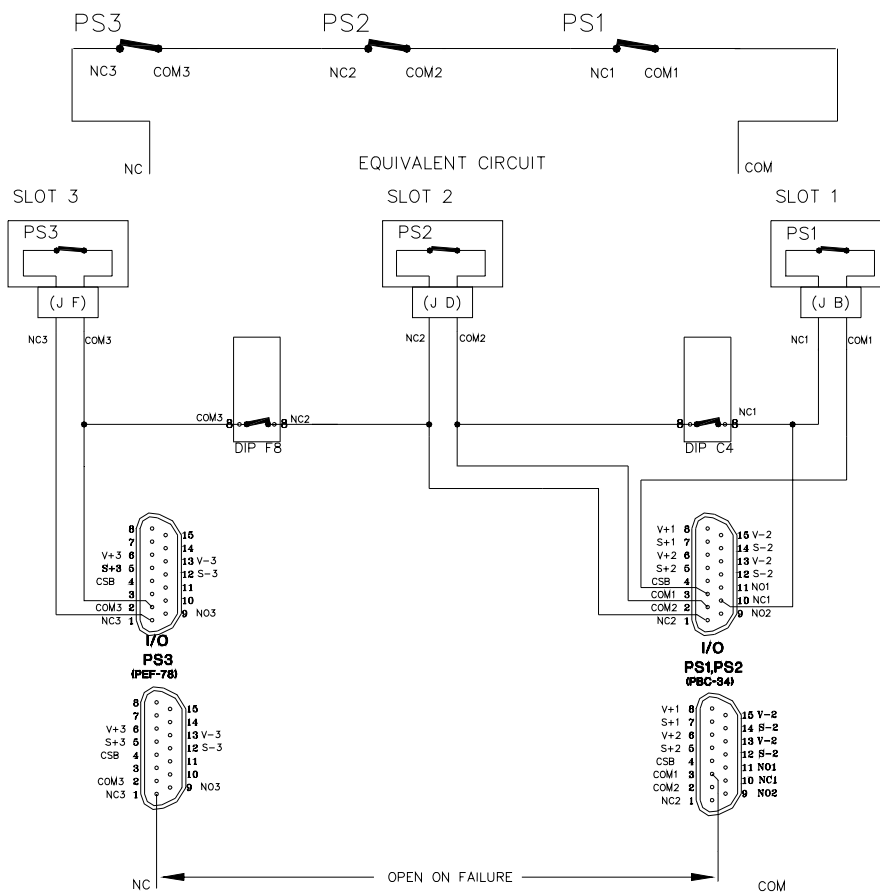 PS3 PS2 PS1
NC3 COM3 NC2 COM2 NC1 COM1
NC COM
EQUIVALENT CIRCUIT
SLOT 3 SLOT 2 SLOT 1
PS3 PS2 PS1
(J F) (J D) (J B)
NC3 COM3 NC2 COM2 NC1 COM1
COM3 8 8 NC2 8 8 NC1
DIP F8 DIP C4
8
15
7
14
V+3 6
13 V-3
S+3 5
12 S-3
CSB 4
11
3
10
COM3 2
9 NO3
NC3 1
I/O
PS3
(PEF-78)
V+1 8
15 V-2
S+1 7
14 S-2
V+2 6
13 V-2
S+2 5
12 S-2
CSB 4
11 NO1
COM1 3
10 NC1
COM2 2
9 NO2
NC2 1
I/O
PS1,PS2
(PBC-34)
8
15
7
14
V+3 6
13 V-3
S+3 5
12 S-3
CSB 4
11
3
10
COM3 2
9 NO3
NC3 1
V+1 8
15 V-2
S+1 7
14 S-2
V+2 6
13 V-2
S+2 5
12 S-2
CSB 4
11 NO1
COM1 3
10 NC1
COM2 2
9 NO2
NC2 1
NC OPEN ON FAILURE COM